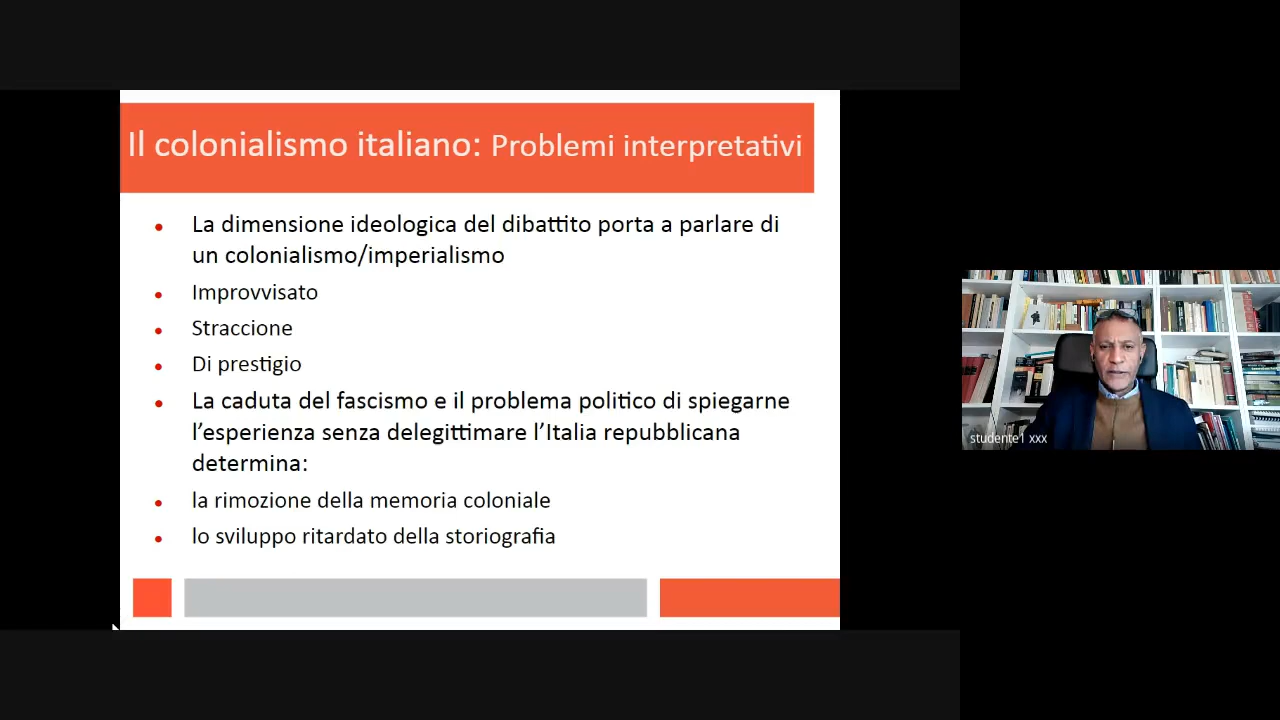 Il colonialismo italiano: Problemi interpretativi
La dimensione ideologica del dibattito porta a parlare di
un colonialismo/imperialismo
Improvvisato
Straccione
Di prestigio
La caduta del fascismo e il problema politico di spiegarne
l’esperienza senza delegittimare l’Italia repubblicana
determina:
la rimozione della memoria coloniale
lo sviluppo ritardato della storiografia
studente1 xxx